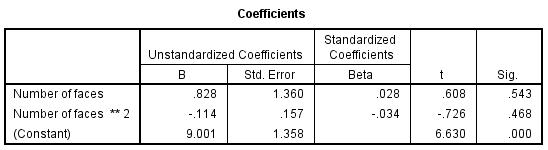 Coefficients
Unstandardized Coefficients Standardized Coefficients t Sig.
B Std. Error Beta
Number of faces .828 1.360 .028 .608 .543
Number of faces ** 2 -.114 .157 -.034 -.726 .468
(Constant) 9.001 1.358 6.630 .000